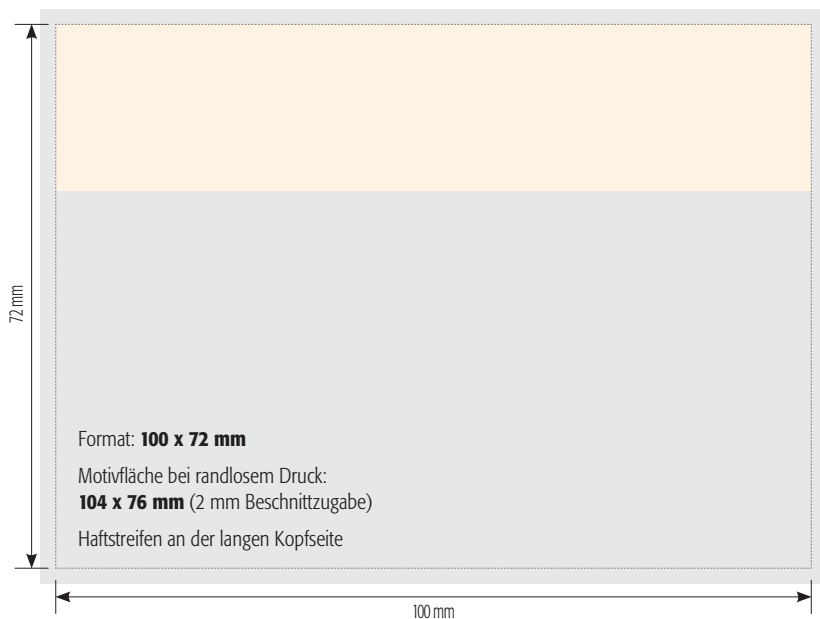 72 mm
Format: 100 x 72 mm
Motivfläche bei randlosem Druck:
104 x 76 mm (2 mm Beschnittzugabe)
Haftstreifen an der langen Kopfseite
100 mm